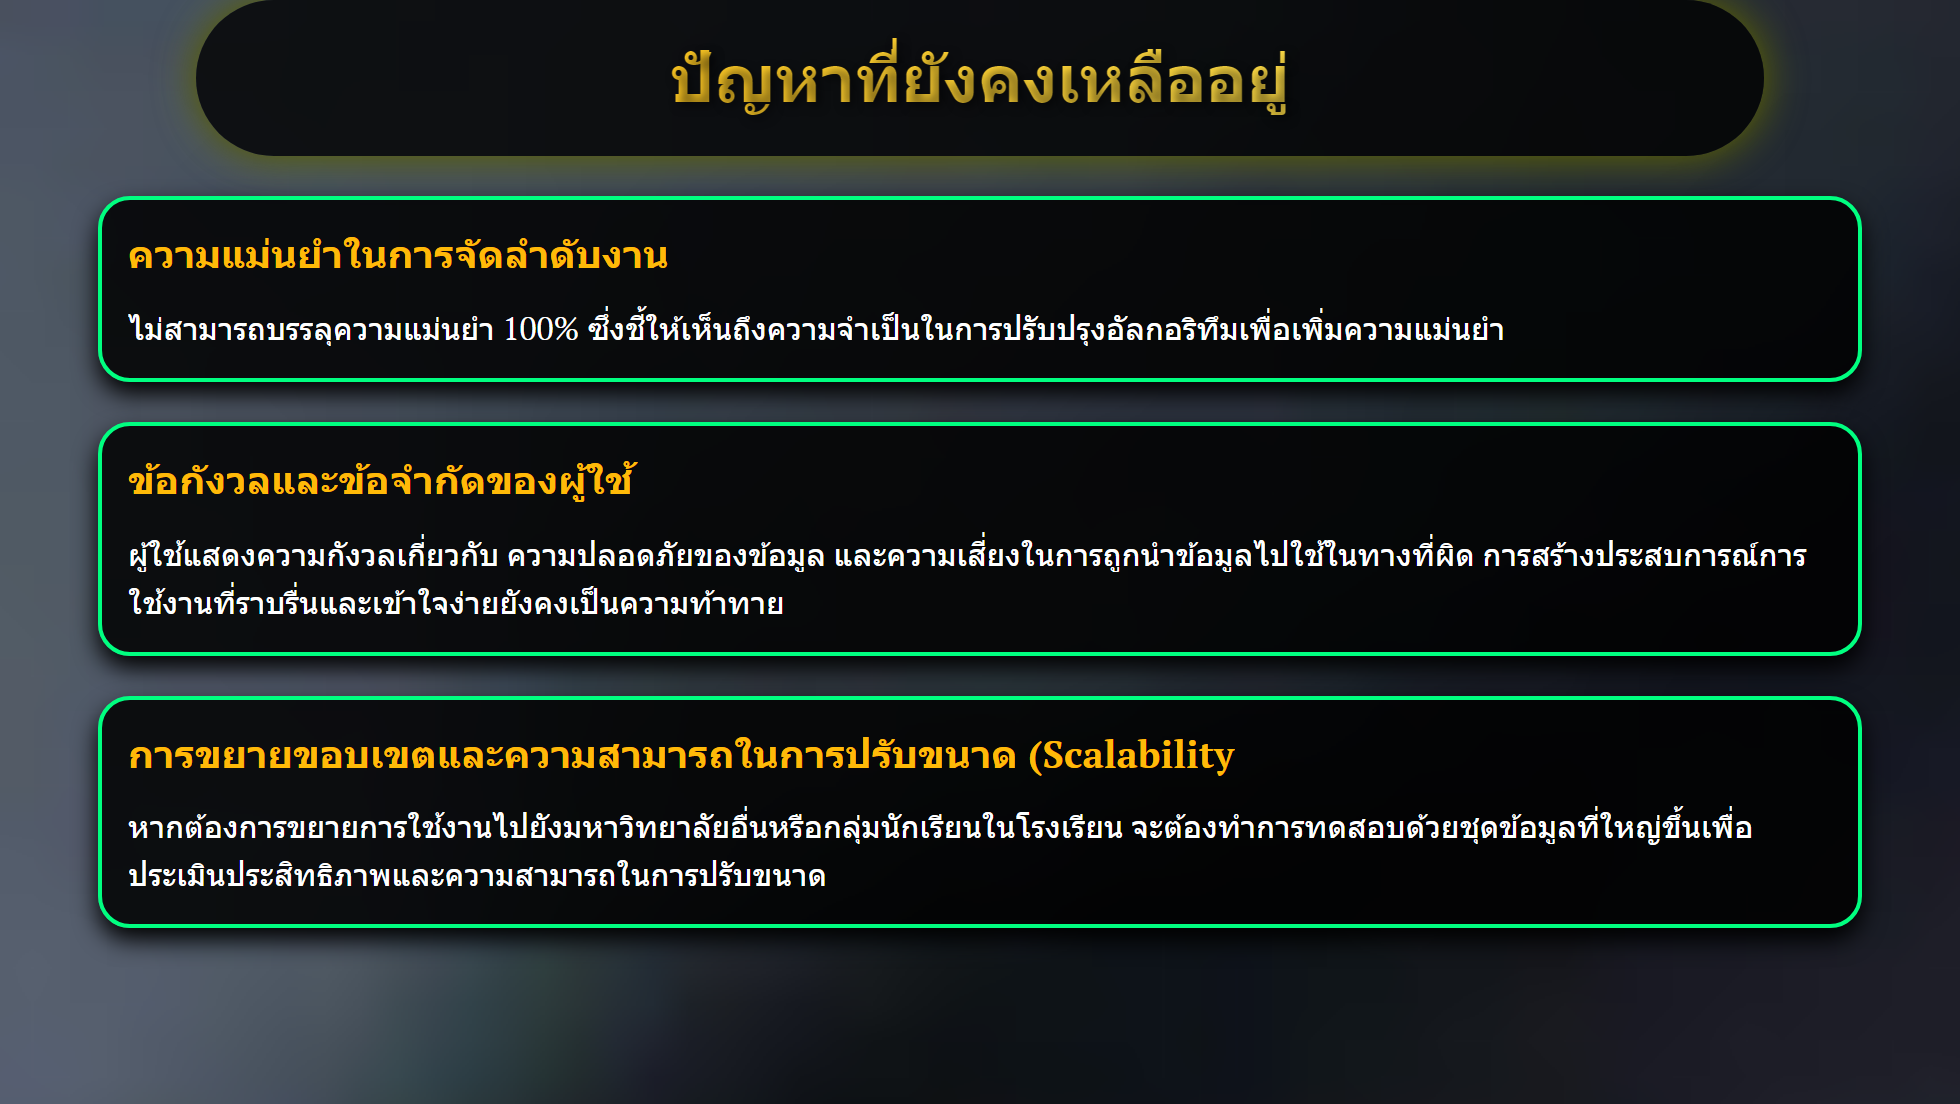 ปัญหาที่ยังคงเหลืออยู่
ความแม่นยำในการจัดลำดับงาน
ไม่สามารถบรรลุความแม่นยำ 100% ซึ่งชี้ให้เห็นถึงความจำเป็นในการปรับปรุงอัลกอริทึมเพื่อเพิ่มความแม่นยำ
ข้อกังวลและข้อจำกัดของผู้ใช้
ผู้ใช้แสดงความกังวลเกี่ยวกับ ความปลอดภัยของข้อมูล และความเสี่ยงในการถูกนำข้อมูลไปใช้ในทางที่ผิด การสร้างประสบการณ์การ
ใช้งานที่ราบรื่นและเข้าใจง่ายยังคงเป็นความท้าทาย
การขยายขอบเขตและความสามารถในการปรับขนาด (Scalability
หากต้องการขยายการใช้งานไปยังมหาวิทยาลัยอื่นหรือกลุ่มนักเรียนในโรงเรียน จะต้องทำการทดสอบด้วยชุดข้อมูลที่ใหญ่ขึ้นเพื่อ
ประเมินประสิทธิภาพและความสามารถในการปรับขนาด